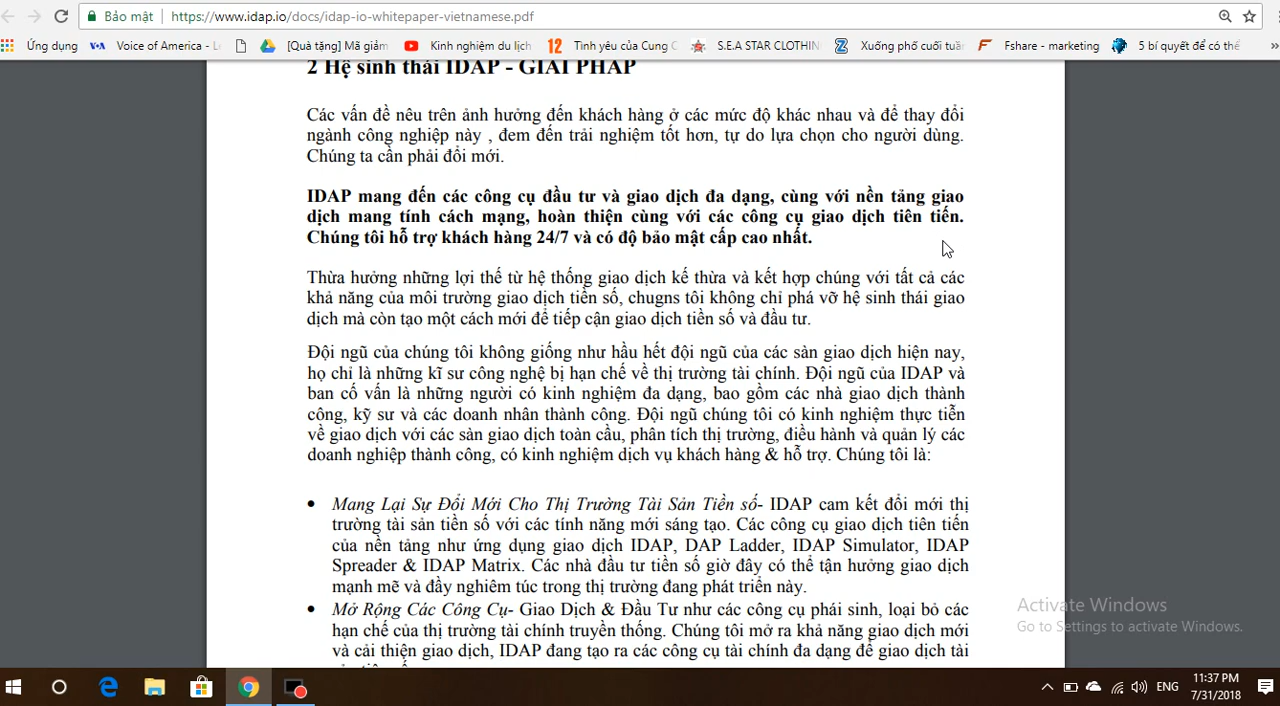 Bảo mật
https://www.idap.io/docs/idap-io-whitepaper-vietnamese.pdf
Ứng dụng
Voice of America - L
[Quà tặng] Mã giảm
Kinh nghiệm du lịch
12 Tình yêu của Cung C
S.E.A STAR CLOTHIN
Xuống phố cuối tuần
Fshare - marketing
5 bí quyết để có thể
»
2 Hệ sinh thái IDAP - GIẢI PHÁP
Các vấn đề nêu trên ảnh hưởng đến khách hàng ở các mức độ khác nhau và để thay đổi
ngành công nghiệp này , đem đến trải nghiệm tốt hơn, tự do lựa chọn cho người dùng.
Chúng ta cần phải đổi mới.
IDAP mang đến các công cụ đầu tư và giao dịch đa dạng, cùng với nền tảng giao
dịch mang tính cách mạng, hoàn thiện cùng với các công cụ giao dịch tiên tiến.
Chúng tôi hỗ trợ khách hàng 24/7 và có độ bảo mật cấp cao nhất.
Thừa hưởng những lợi thế từ hệ thống giao dịch kế thừa và kết hợp chúng với tất cả các
khả năng của môi trường giao dịch tiền số, chugns tôi không chỉ phá vỡ hệ sinh thái giao
dịch mà còn tạo một cách mới để tiếp cận giao dịch tiền số và đầu tư.
Đội ngũ của chúng tôi không giống như hầu hết đội ngũ của các sàn giao dịch hiện nay,
họ chỉ là những kĩ sư công nghệ bị hạn chế về thị trường tài chính. Đội ngũ của IDAP và
ban cố vấn là những người có kinh nghiệm đa dạng, bao gồm các nhà giao dịch thành
công, kỹ sư và các doanh nhân thành công. Đội ngũ chúng tôi có kinh nghiệm thực tiễn
về giao dịch với các sàn giao dịch toàn cầu, phân tích thị trường, điều hành và quản lý các
doanh nghiệp thành công, có kinh nghiệm dịch vụ khách hàng & hỗ trợ. Chúng tôi là:
• Mang Lại Sự Đổi Mới Cho Thị Trường Tài Sản Tiền số- IDAP cam kết đổi mới thị
trường tài sản tiền số với các tính năng mới sáng tạo. Các công cụ giao dịch tiên tiến
của nền tảng như ứng dụng giao dịch IDAP, DAP Ladder, IDAP Simulator, IDAP
Spreader & IDAP Matrix. Các nhà đầu tư tiền số giờ đây có thể tận hưởng giao dịch
mạnh mẽ và đầy nghiêm túc trong thị trường đang phát triển này.
• Mở Rộng Các Công Cụ- Giao Dịch & Đầu Tư như các công cụ phái sinh, loại bỏ các
hạn chế của thị trường tài chính truyền thống. Chúng tôi mở ra khả năng giao dịch mới
và cải thiện giao dịch, IDAP đang tạo ra các công cụ tài chính đa dạng để giao dịch tài
Activate Windows
Go to Settings to activate Windows.
ENG
11:37 PM
7/31/2018